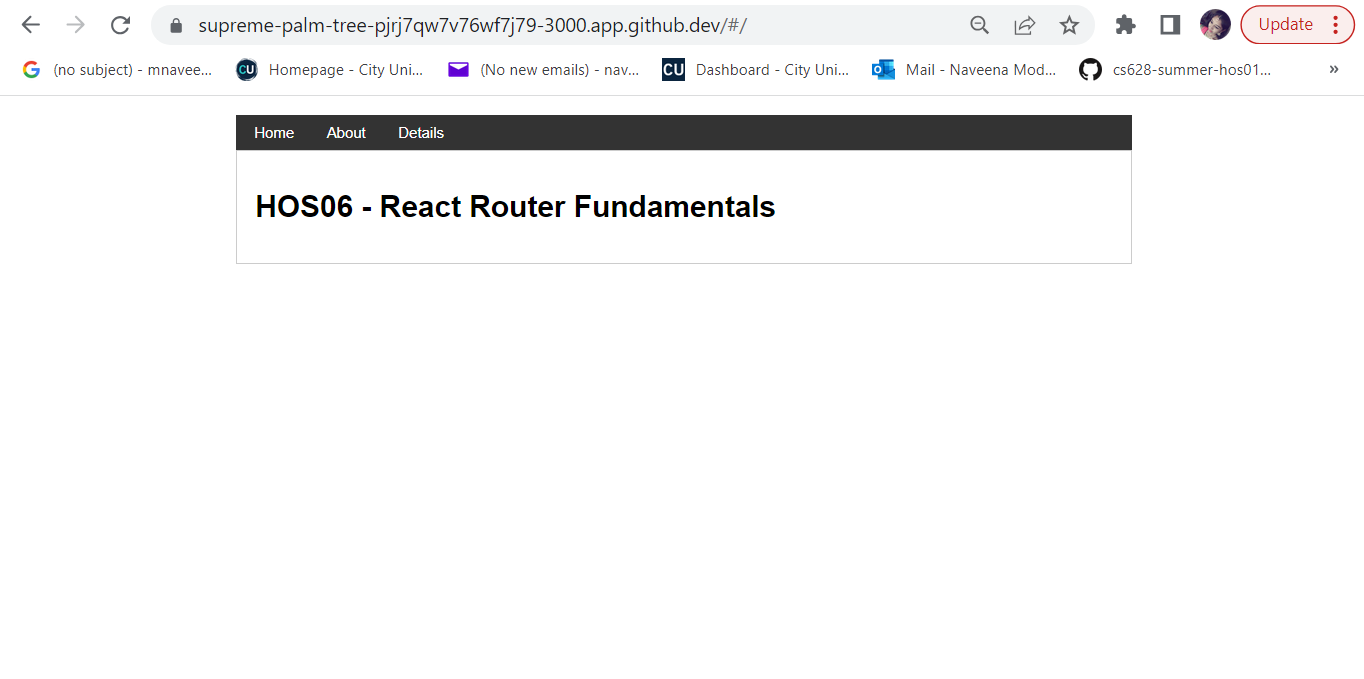 supreme-palm-tree-pjrj7qw7v76wf7j79-3000.app.github.dev/#/ Update
(no subject) - mnavee... CU Homepage - City Uni... (No new emails) - nav... CU Dashboard - City Uni... Mail - Naveena Mod... cs628-summer-hos01... »
Home About Details
HOS06 - React Router Fundamentals